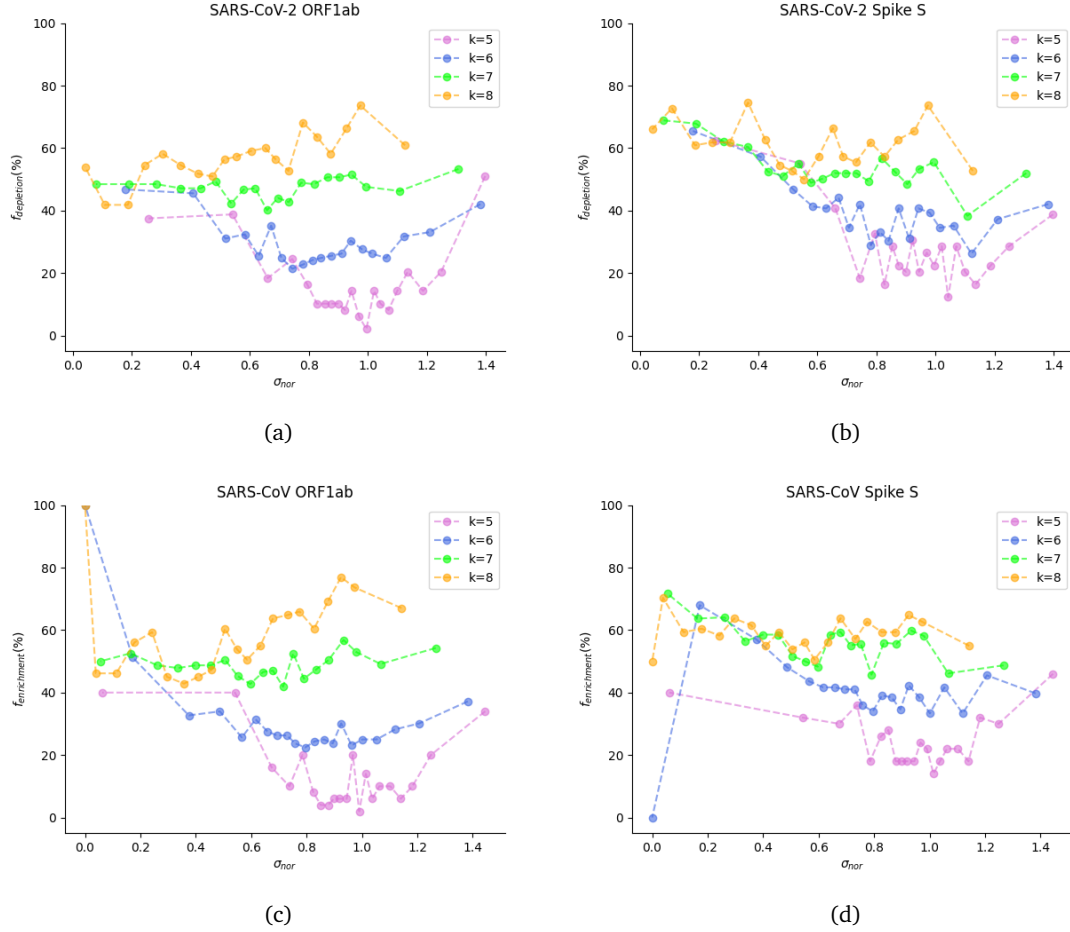 SARS-CoV-2 ORF1ab
100
80
60
40
20
0
f_depletion(%)
0.0 0.2 0.4 0.6 0.8 1.0 1.2 1.4
σ_nor
k=5
k=6
k=7
k=8
(a)
SARS-CoV-2 Spike S
100
80
60
40
20
0
f_depletion(%)
0.0 0.2 0.4 0.6 0.8 1.0 1.2 1.4
σ_nor
k=5
k=6
k=7
k=8
(b)
SARS-CoV ORF1ab
100
80
60
40
20
0
f_enrichment(%)
0.0 0.2 0.4 0.6 0.8 1.0 1.2 1.4
σ_nor
k=5
k=6
k=7
k=8
(c)
SARS-CoV Spike S
100
80
60
40
20
0
f_enrichment(%)
0.0 0.2 0.4 0.6 0.8 1.0 1.2 1.4
σ_nor
k=5
k=6
k=7
k=8
(d)